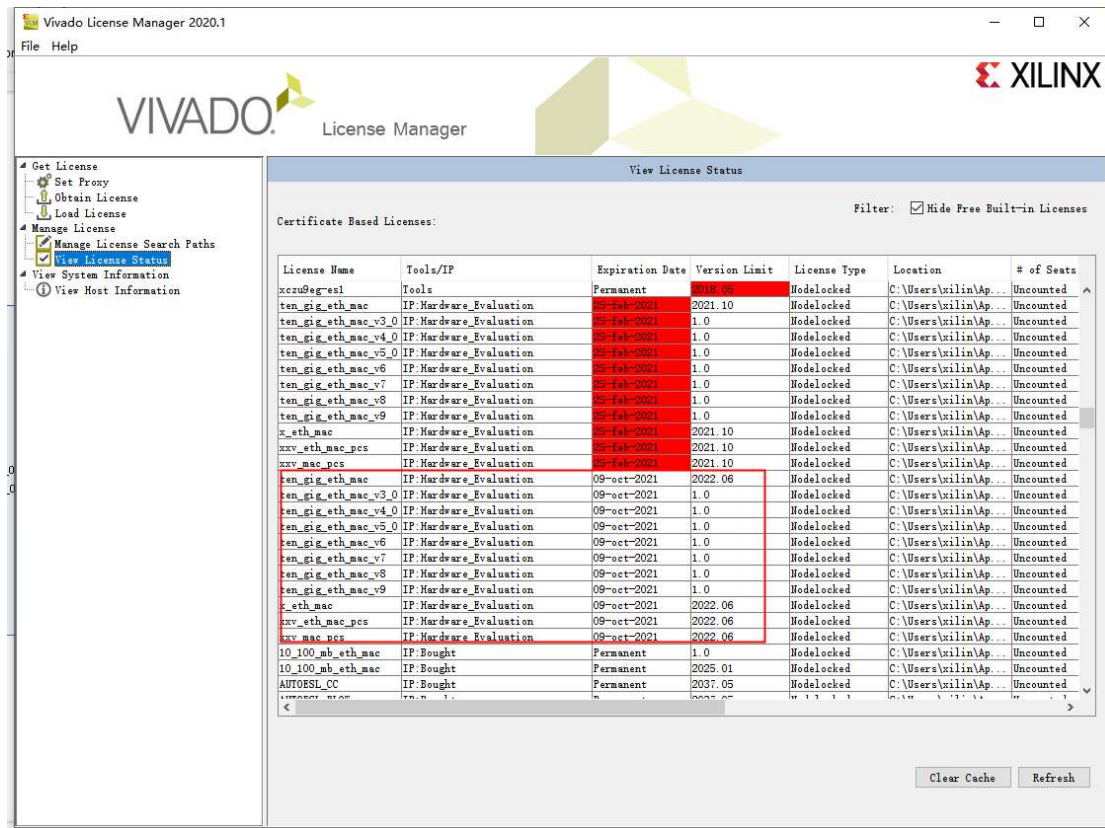 Vivado License Manager 2020.1
File Help
XILINX
VIVADO. License Manager
Get License
Set Proxy
Obtain License
Load License
Manage License
Manage License Search Paths
View License Status
View System Information
View Host Information
View License Status
Filter: Hide Free Built-in Licenses
Certificate Based Licenses:
License Name Tools/IP Expiration Date Version Limit License Type Location # of Seats
xczu9eg-es1 Tools Permanent 2018.05 Nodelocked C:\Users\xilin\Ap... Uncounted
ten_gig_eth_mac IP:Hardware_Evaluation 25-feb-2021 2021.10 Nodelocked C:\Users\xilin\Ap... Uncounted
ten_gig_eth_mac_v3_0 IP:Hardware_Evaluation 25-feb-2021 1.0 Nodelocked C:\Users\xilin\Ap... Uncounted
ten_gig_eth_mac_v4_0 IP:Hardware_Evaluation 25-feb-2021 1.0 Nodelocked C:\Users\xilin\Ap... Uncounted
ten_gig_eth_mac_v5_0 IP:Hardware_Evaluation 25-feb-2021 1.0 Nodelocked C:\Users\xilin\Ap... Uncounted
ten_gig_eth_mac_v6 IP:Hardware_Evaluation 25-feb-2021 1.0 Nodelocked C:\Users\xilin\Ap... Uncounted
ten_gig_eth_mac_v7 IP:Hardware_Evaluation 25-feb-2021 1.0 Nodelocked C:\Users\xilin\Ap... Uncounted
ten_gig_eth_mac_v8 IP:Hardware_Evaluation 25-feb-2021 1.0 Nodelocked C:\Users\xilin\Ap... Uncounted
ten_gig_eth_mac_v9 IP:Hardware_Evaluation 25-feb-2021 1.0 Nodelocked C:\Users\xilin\Ap... Uncounted
x_eth_mac IP:Hardware_Evaluation 25-feb-2021 2021.10 Nodelocked C:\Users\xilin\Ap... Uncounted
xxv_eth_mac_pcs IP:Hardware_Evaluation 25-feb-2021 2021.10 Nodelocked C:\Users\xilin\Ap... Uncounted
xxv_mac_pcs IP:Hardware_Evaluation 25-feb-2021 2021.10 Nodelocked C:\Users\xilin\Ap... Uncounted
ten_gig_eth_mac IP:Hardware_Evaluation 09-oct-2021 2022.06 Nodelocked C:\Users\xilin\Ap... Uncounted
ten_gig_eth_mac_v3_0 IP:Hardware_Evaluation 09-oct-2021 1.0 Nodelocked C:\Users\xilin\Ap... Uncounted
ten_gig_eth_mac_v4_0 IP:Hardware_Evaluation 09-oct-2021 1.0 Nodelocked C:\Users\xilin\Ap... Uncounted
ten_gig_eth_mac_v5_0 IP:Hardware_Evaluation 09-oct-2021 1.0 Nodelocked C:\Users\xilin\Ap... Uncounted
ten_gig_eth_mac_v6 IP:Hardware_Evaluation 09-oct-2021 1.0 Nodelocked C:\Users\xilin\Ap... Uncounted
ten_gig_eth_mac_v7 IP:Hardware_Evaluation 09-oct-2021 1.0 Nodelocked C:\Users\xilin\Ap... Uncounted
ten_gig_eth_mac_v8 IP:Hardware_Evaluation 09-oct-2021 1.0 Nodelocked C:\Users\xilin\Ap... Uncounted
ten_gig_eth_mac_v9 IP:Hardware_Evaluation 09-oct-2021 1.0 Nodelocked C:\Users\xilin\Ap... Uncounted
x_eth_mac IP:Hardware_Evaluation 09-oct-2021 2022.06 Nodelocked C:\Users\xilin\Ap... Uncounted
xxv_eth_mac_pcs IP:Hardware_Evaluation 09-oct-2021 2022.06 Nodelocked C:\Users\xilin\Ap... Uncounted
xxv_mac_pcs IP:Hardware_Evaluation 09-oct-2021 2022.06 Nodelocked C:\Users\xilin\Ap... Uncounted
10_100_mb_eth_mac IP:Bought Permanent 1.0 Nodelocked C:\Users\xilin\Ap... Uncounted
10_100_mb_eth_mac IP:Bought Permanent 2025.01 Nodelocked C:\Users\xilin\Ap... Uncounted
AUTOESL_CC IP:Bought Permanent 2037.05 Nodelocked C:\Users\xilin\Ap... Uncounted
Clear Cache Refresh